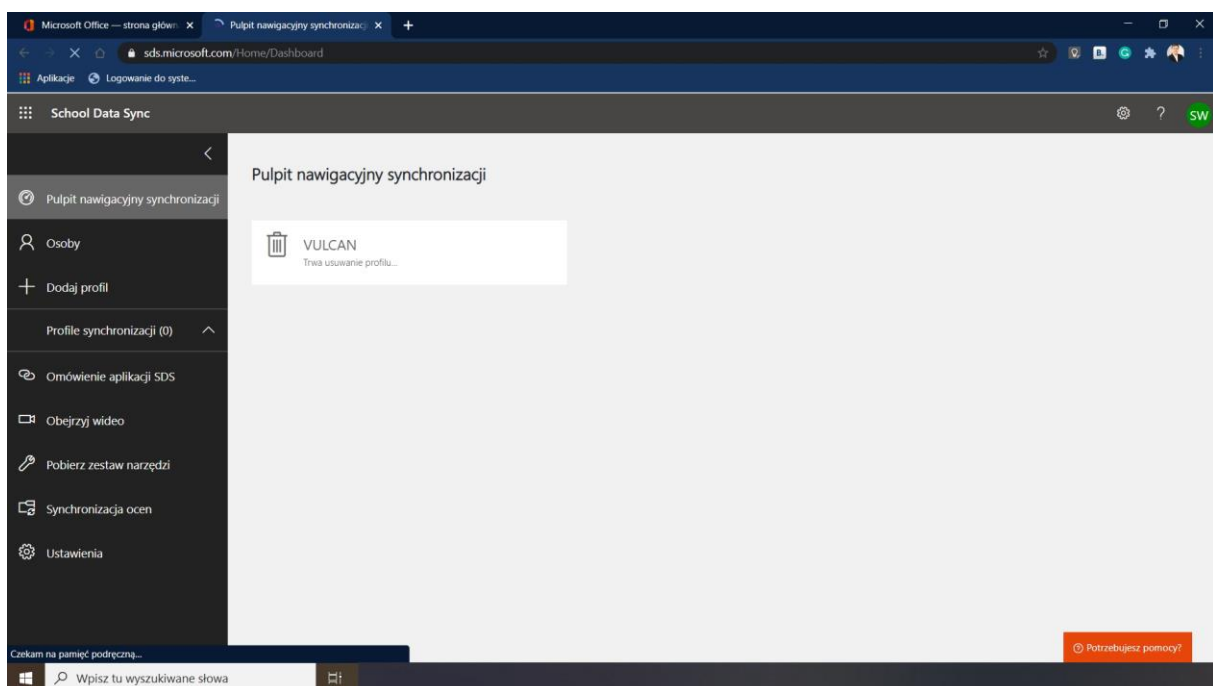 Microsoft Office — strona główn
Pulpit nawigacyjny synchronizacj
sds.microsoft.com/Home/Dashboard
Aplikacje
Logowanie do syste...
School Data Sync
SW
Pulpit nawigacyjny synchronizacji
Osoby
Dodaj profil
Profile synchronizacji (0)
Omówienie aplikacji SDS
Obejrzyj wideo
Pobierz zestaw narzędzi
Synchronizacja ocen
Ustawienia
Pulpit nawigacyjny synchronizacji
VULCAN
Trwa usuwanie profilu...
Potrzebujesz pomocy?
Czekam na pamięć podręczną...
Wpisz tu wyszukiwane słowa